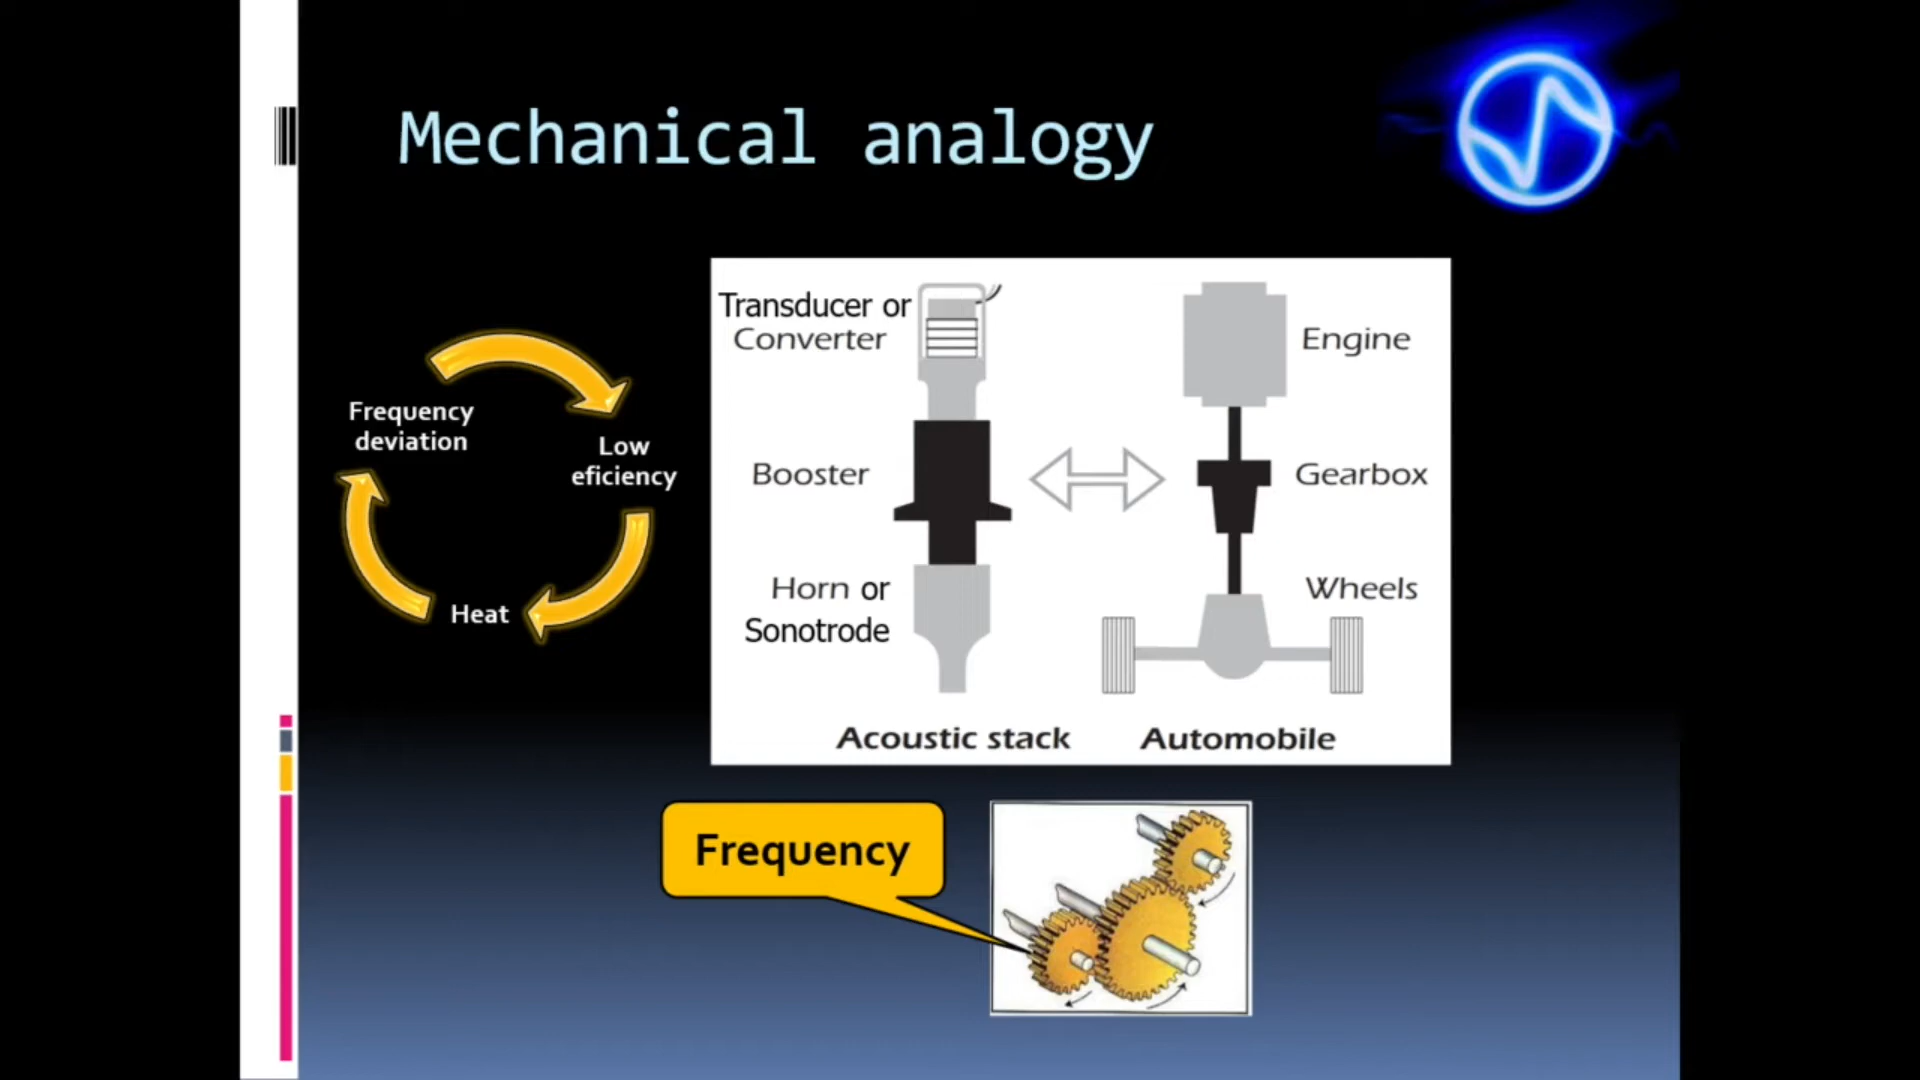 Mechanical analogy
Frequency
deviation
Low
eficiency
Heat
Transducer or
Converter
Booster
Horn or
Sonotrode
Engine
Gearbox
Wheels
Acoustic stack
Automobile
Frequency